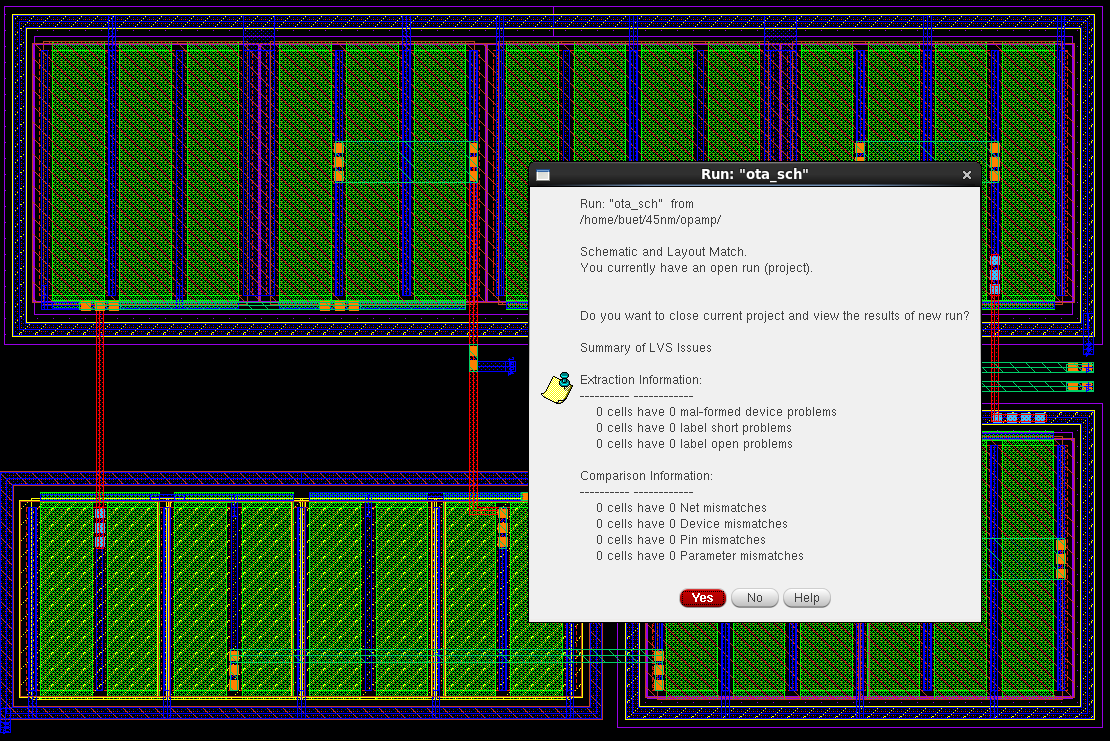 Run: "ota_sch"
Run: "ota_sch" from
/home/buet/45nm/opamp/
Schematic and Layout Match.
You currently have an open run (project).
Do you want to close current project and view the results of new run?
Summary of LVS Issues
Extraction Information:
---------- ------------
0 cells have 0 mal-formed device problems
0 cells have 0 label short problems
0 cells have 0 label open problems
Comparison Information:
---------- ------------
0 cells have 0 Net mismatches
0 cells have 0 Device mismatches
0 cells have 0 Pin mismatches
0 cells have 0 Parameter mismatches
Yes No Help